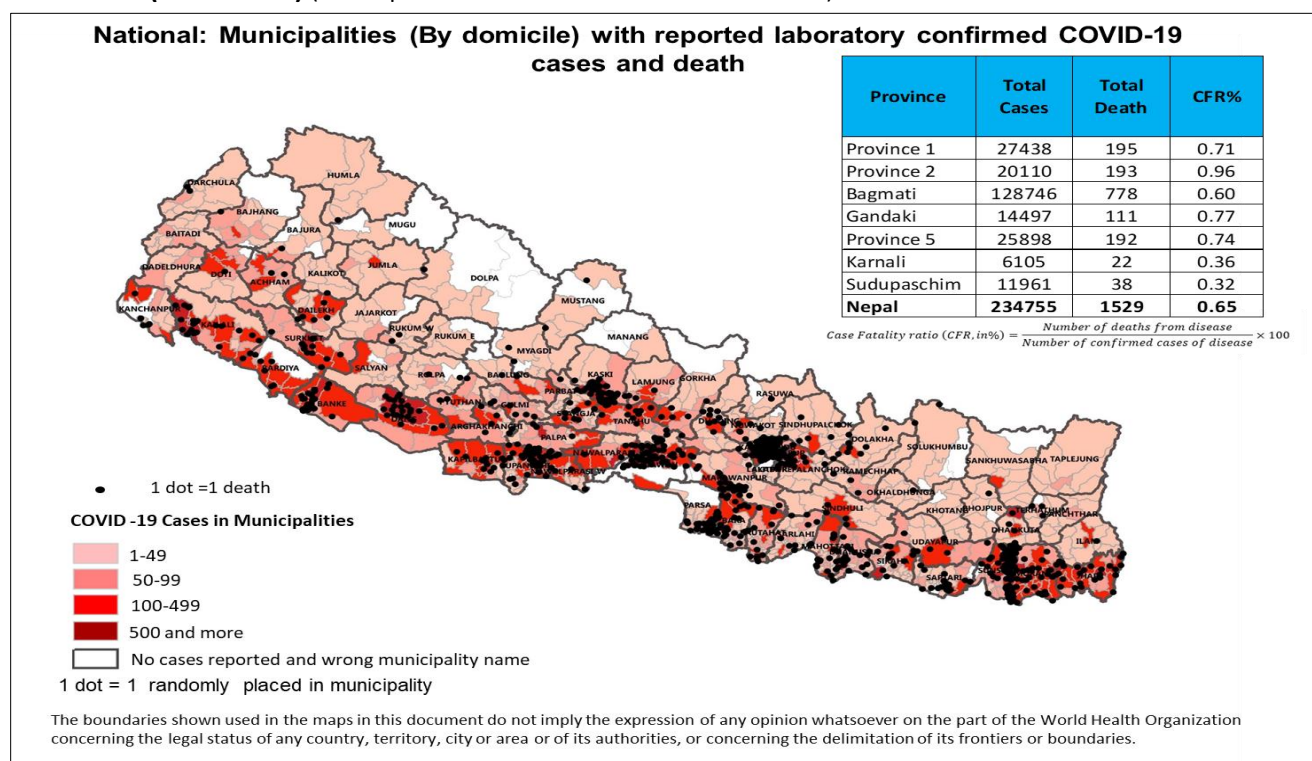 National: Municipalities (By domicile) with reported laboratory confirmed COVID-19
cases and death
Province Total Cases Total Death CFR%
Province 1 27438 195 0.71
Province 2 20110 193 0.96
Bagmati 128746 778 0.60
Gandaki 14497 111 0.77
Province 5 25898 192 0.74
Karnali 6105 22 0.36
Sudupaschim 11961 38 0.32
Nepal 234755 1529 0.65
Case Fatality ratio (CFR, in%) = Number of deaths from disease / Number of confirmed cases of disease × 100
HUMLA
DARCHULA
BAJHANG
MUGU
BAITADI
BAJURA
DADELDHURA
DOTI
JUMLA
DOLPA
ACHHAM
KALIKOT
MUSTANG
KANCHANPUR
KAILALI
DAILEKH
JAJARKOT
MANANG
RUKUM_W
RUKUM_E
SURKHET
MYAGDI
BARDIYA
SALYAN
ROLPA
BAGLUNG
KASKI
LAMJUNG
GORKHA
PARBAT
RASUWA
BANKE
GULMI
TANAHU
SINDHUPALCHOK
ARGHAKHANCHI
DOLAKHA
SOLUKHUMBU
PALPA
SANKHUWASABHA
TAPLEJUNG
RAMECHHAP
OKHALDHUNGA
KHOTANG
BHOJPUR
PARSA
SINDHULI
DHANKUTA
ILAM
UDAYAPUR
SAPTARI
1 dot =1 death
COVID -19 Cases in Municipalities
1-49
50-99
100-499
500 and more
No cases reported and wrong municipality name
1 dot = 1 randomly placed in municipality
The boundaries shown used in the maps in this document do not imply the expression of any opinion whatsoever on the part of the World Health Organization
concerning the legal status of any country, territory, city or area or of its authorities, or concerning the delimitation of its frontiers or boundaries.